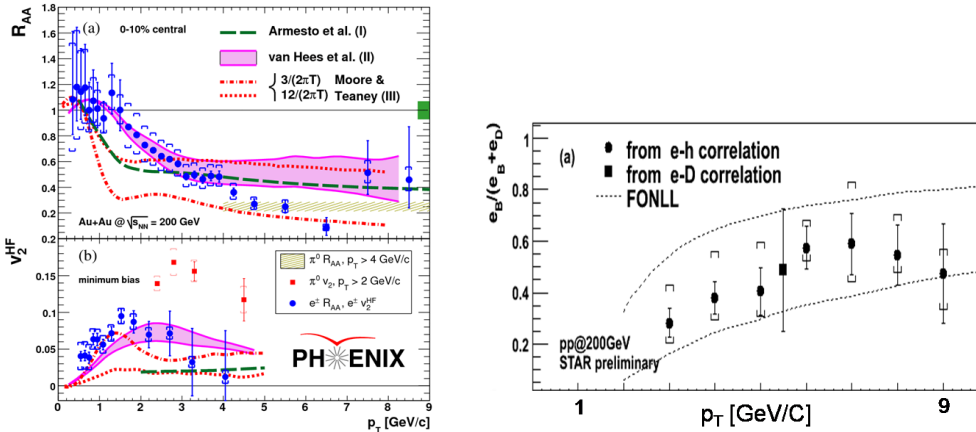 R_AA
1.8
1.6
1.4
1.2
1
0.8
0.6
0.4
0.2
(a)
0-10% central
Armesto et al. (I)
van Hees et al. (II)
3/(2πT) Moore &
12/(2πT) Teaney (III)
Au+Au @ √s_NN = 200 GeV
v_2^HF
0.2
0.15
0.1
0.05
0
(b)
minimum bias
π⁰ R_AA, p_T > 4 GeV/c
π⁰ v_2, p_T > 2 GeV/c
e± R_AA, e± v_2^HF
PHENIX
0 1 2 3 4 5 6 7 8 9
p_T [GeV/c]
e_B/(e_B+e_D)
1
0.8
0.6
0.4
0.2
(a)
from e-h correlation
from e-D correlation
FONLL
pp@200GeV
STAR preliminary
1 9
p_T [GeV/C]